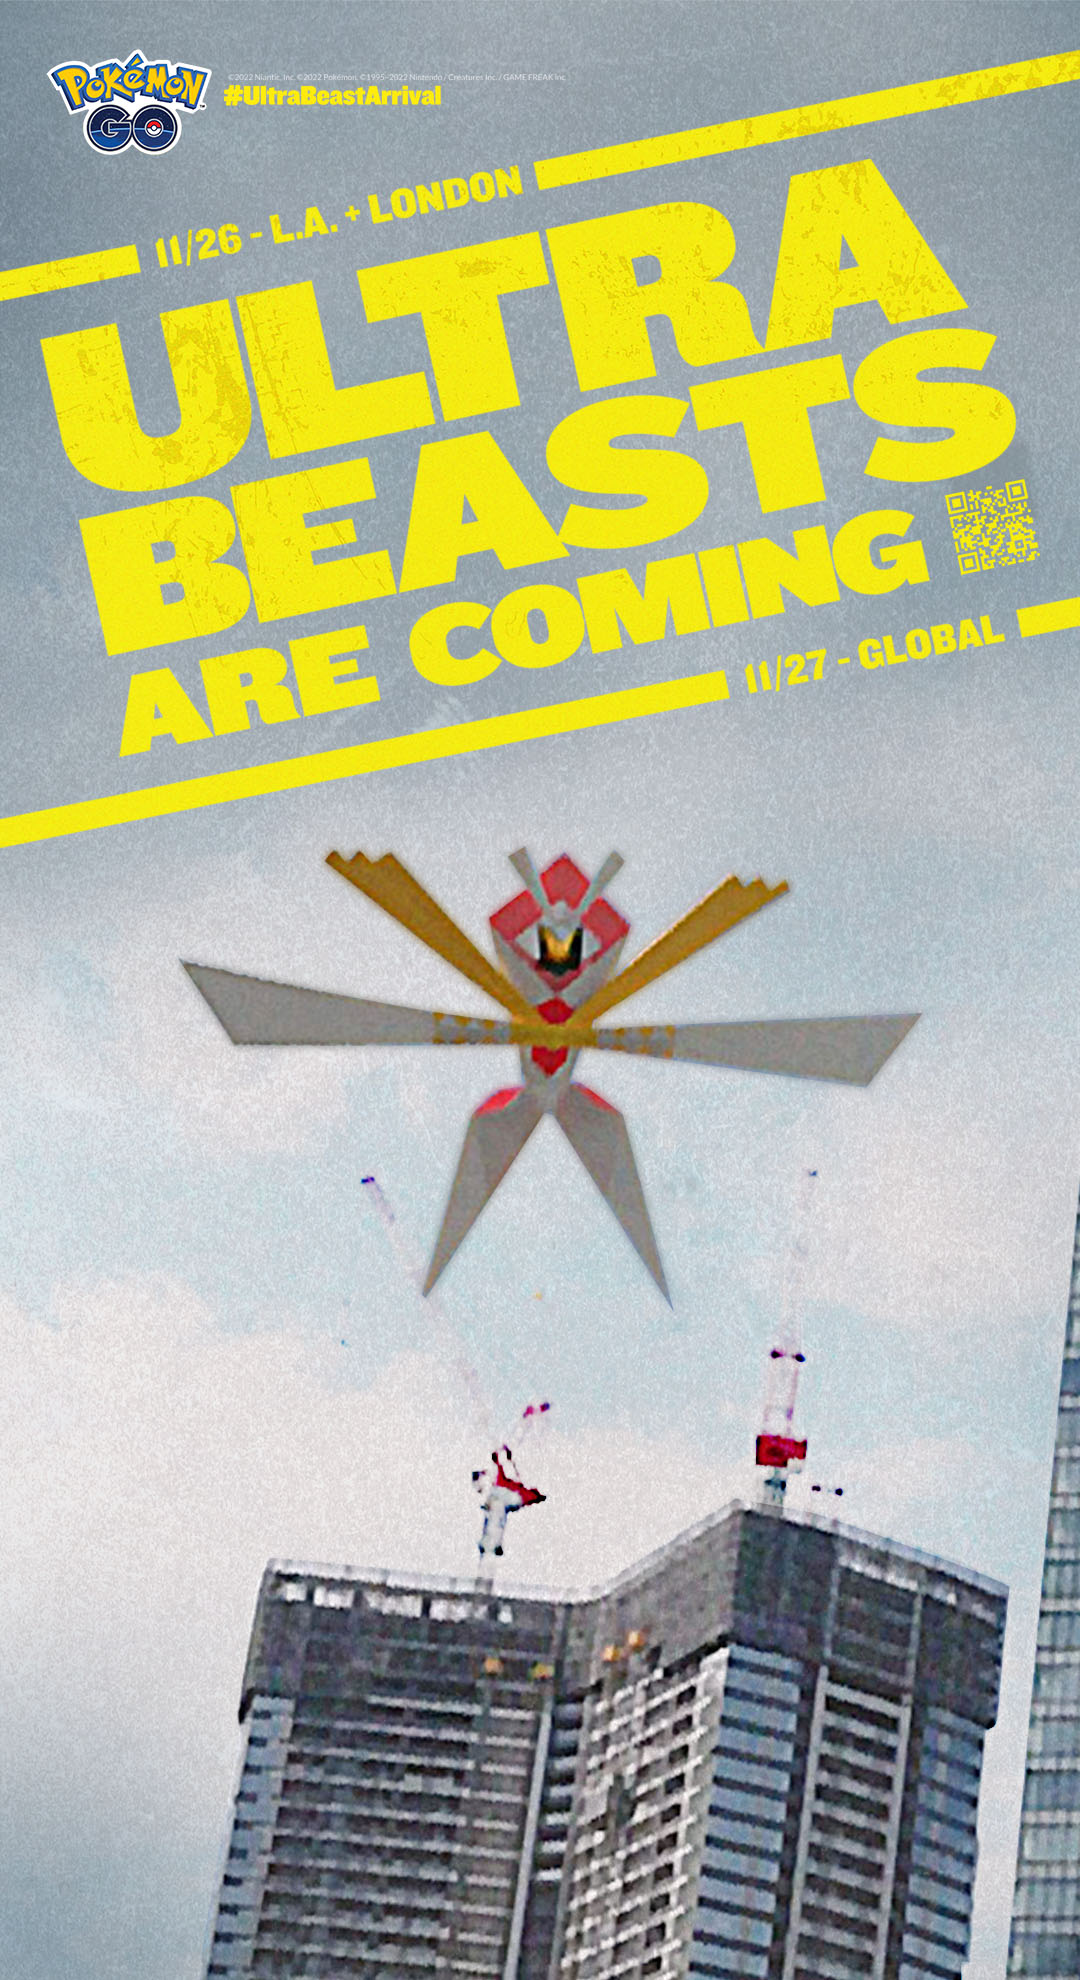 Pokémon GO
©2022 Niantic, Inc. ©2022 Pokémon. ©1995–2022 Nintendo / Creatures Inc. / GAME FREAK inc.
#UltraBeastArrival
11/26 - L.A. + LONDON
ULTRA
BEASTS
ARE COMING
11/27 - GLOBAL